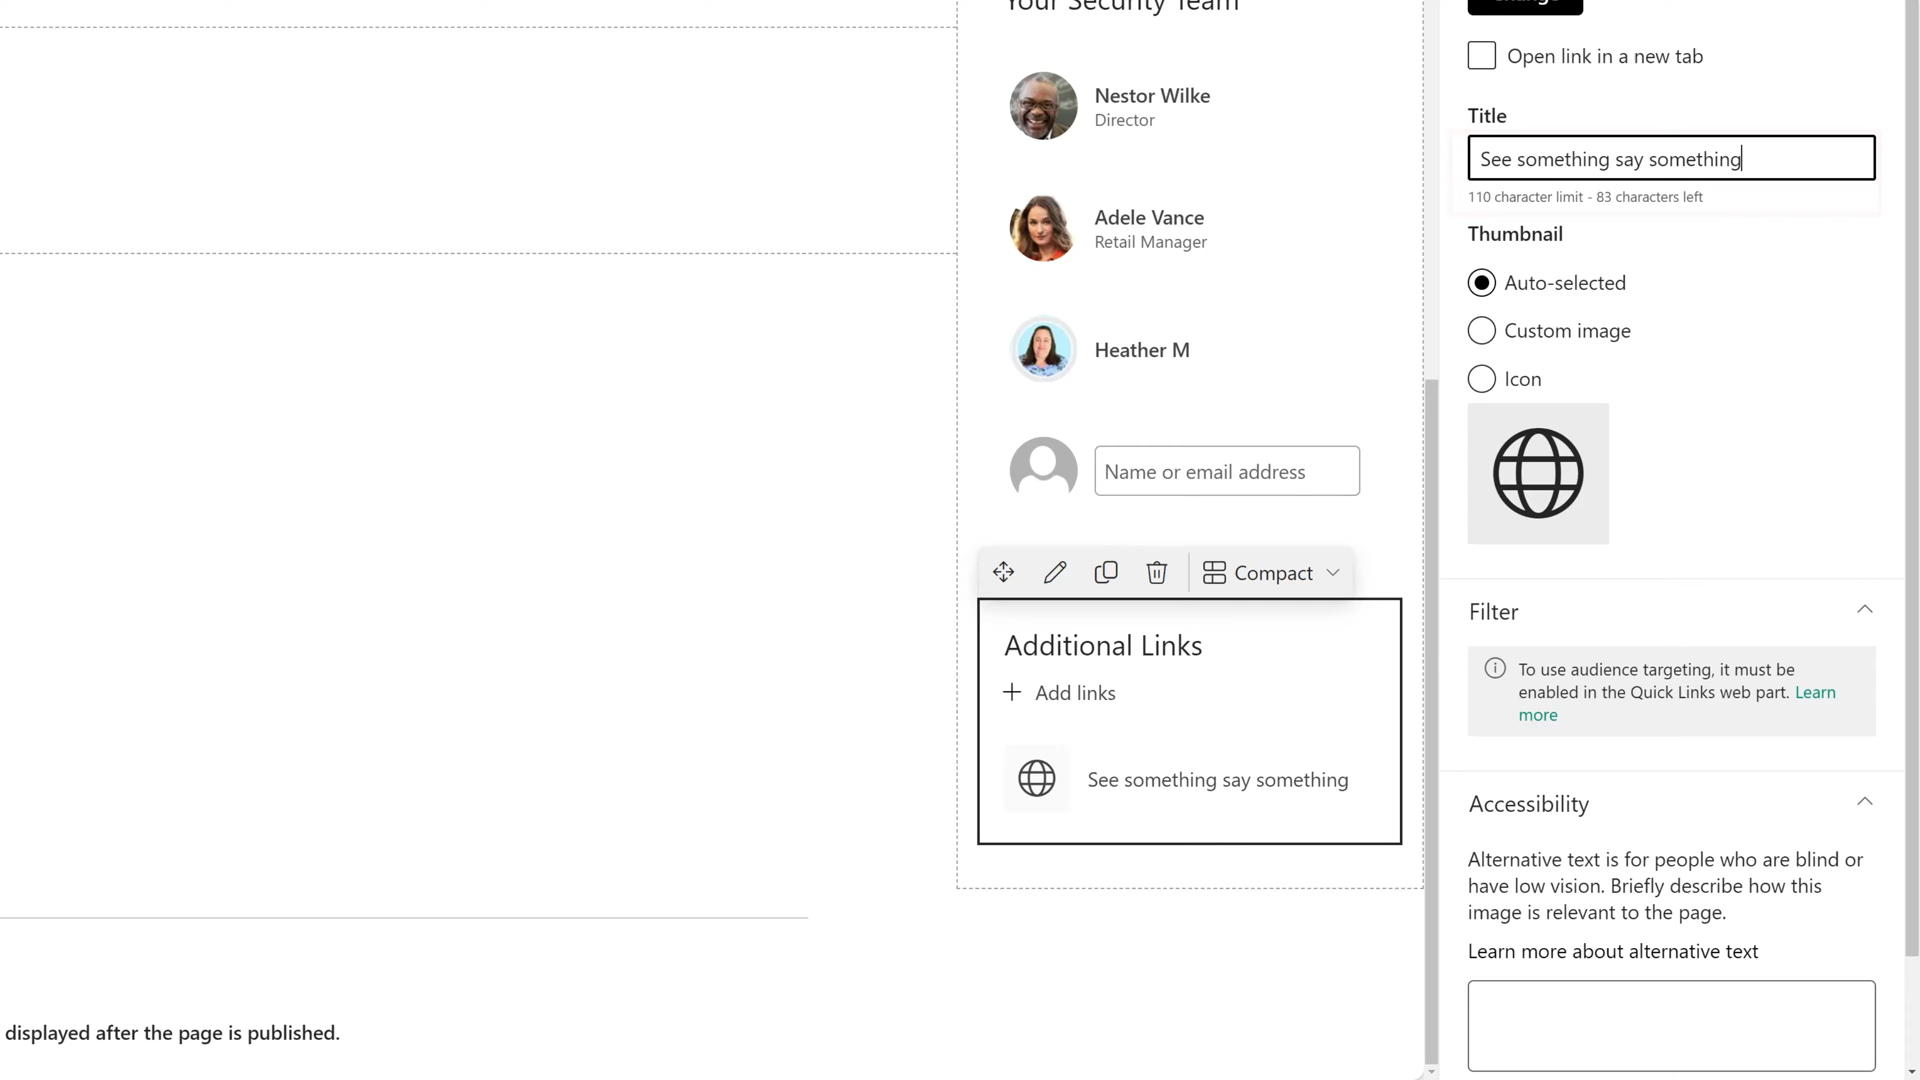 Your Security Team
Nestor Wilke
Director
Adele Vance
Retail Manager
Heather M
Name or email address
Compact
Additional Links
Add links
See something say something
displayed after the page is published.
Change
Open link in a new tab
Title
See something say something
110 character limit - 83 characters left
Thumbnail
Auto-selected
Custom image
Icon
Filter
To use audience targeting, it must be
enabled in the Quick Links web part. Learn
more
Accessibility
Alternative text is for people who are blind or
have low vision. Briefly describe how this
image is relevant to the page.
Learn more about alternative text